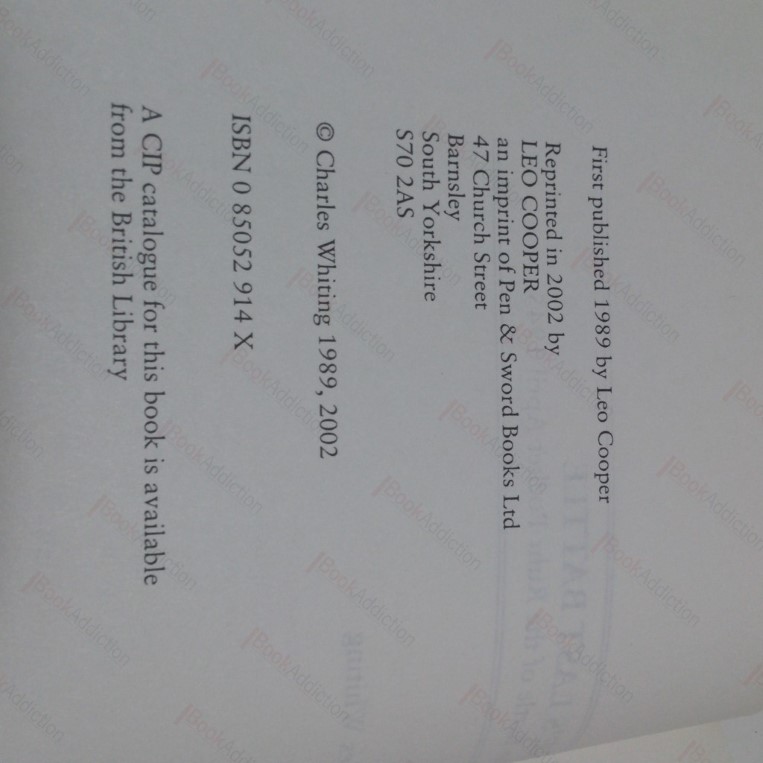 First published 1989 by Leo Cooper
Reprinted in 2002 by
LEO COOPER
an imprint of Pen & Sword Books Ltd
47 Church Street
Barnsley
South Yorkshire
S70 2AS
© Charles Whiting 1989, 2002
ISBN 0 85052 914 X
A CIP catalogue for this book is available
from the British Library
BookAddiction